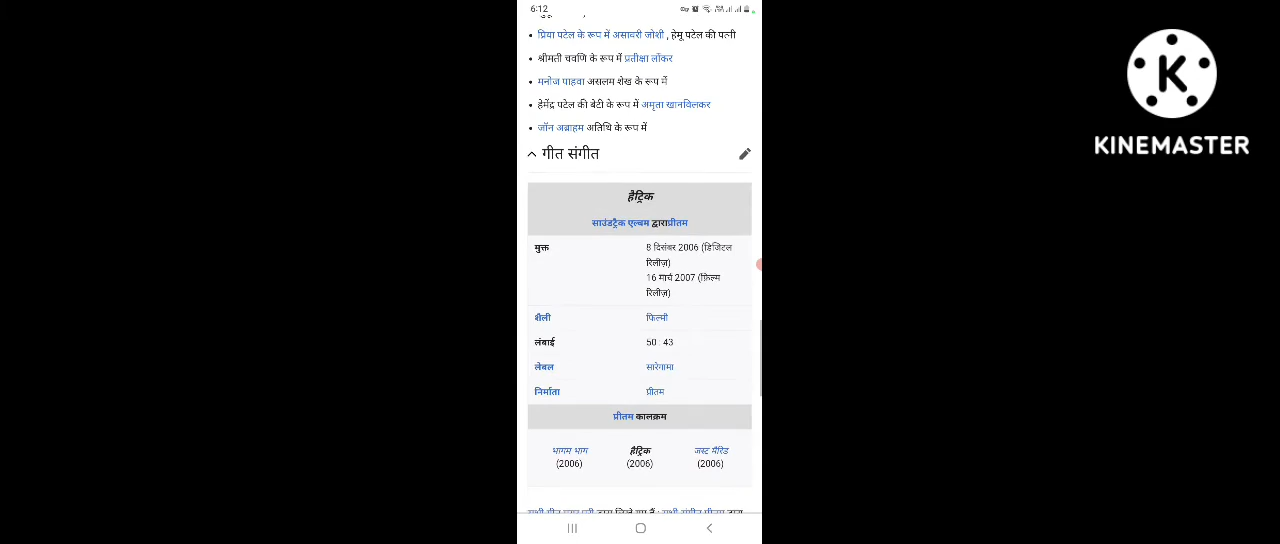 6:12
प्रिया पटेल के रूप में असावरी जोशी , हेमू पटेल की पत्नी
श्रीमती चवणि के रूप में प्रतीक्षा लोंकर
मनोज पाहवा असलम शेख के रूप में
हेमेंद्र पटेल की बेटी के रूप में अमृता खानविलकर
जॉन अब्राहम अतिथि के रूप में
गीत संगीत
हैट्रिक
साउंडट्रैक एल्बम द्वाराप्रीतम
मुक्त 8 दिसंबर 2006 (डिजिटल
रिलीज़)
16 मार्च 2007 (फ़िल्म
रिलीज़)
शैली फिल्मी
लंबाई 50 : 43
लेबल सारेगामा
निर्माता प्रीतम
प्रीतम कालक्रम
भागम भाग हैट्रिक जस्ट मैरिड
(2006) (2006) (2006)
K
KINEMASTER